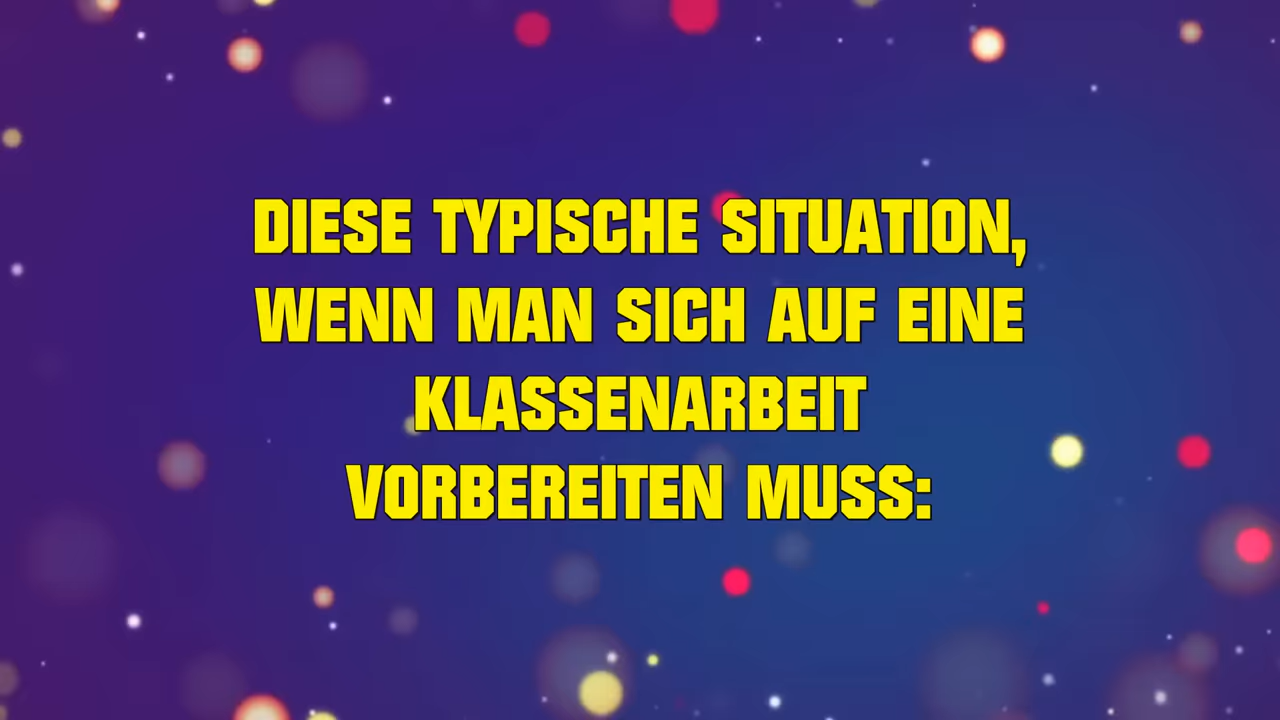 DIESE TYPISCHE SITUATION,
WENN MAN SICH AUF EINE
KLASSENARBEIT
VORBEREITEN MUSS: